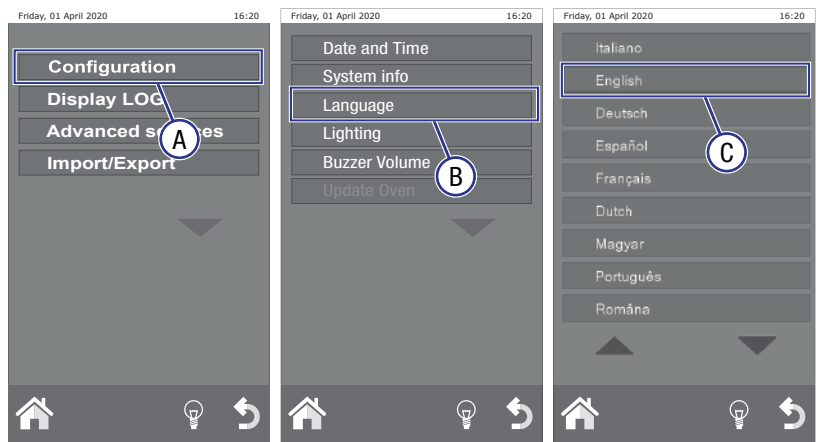 Friday, 01 April 2020 16:20
Configuration
Display LOG
A
Import/Export
Friday, 01 April 2020 16:20
Date and Time
System info
Language
Lighting
Buzzer Volume
B
Update Oven
Friday, 01 April 2020 16:20
Italiano
English
Deutsch
Español
C
Français
Dutch
Magyar
Português
Româna